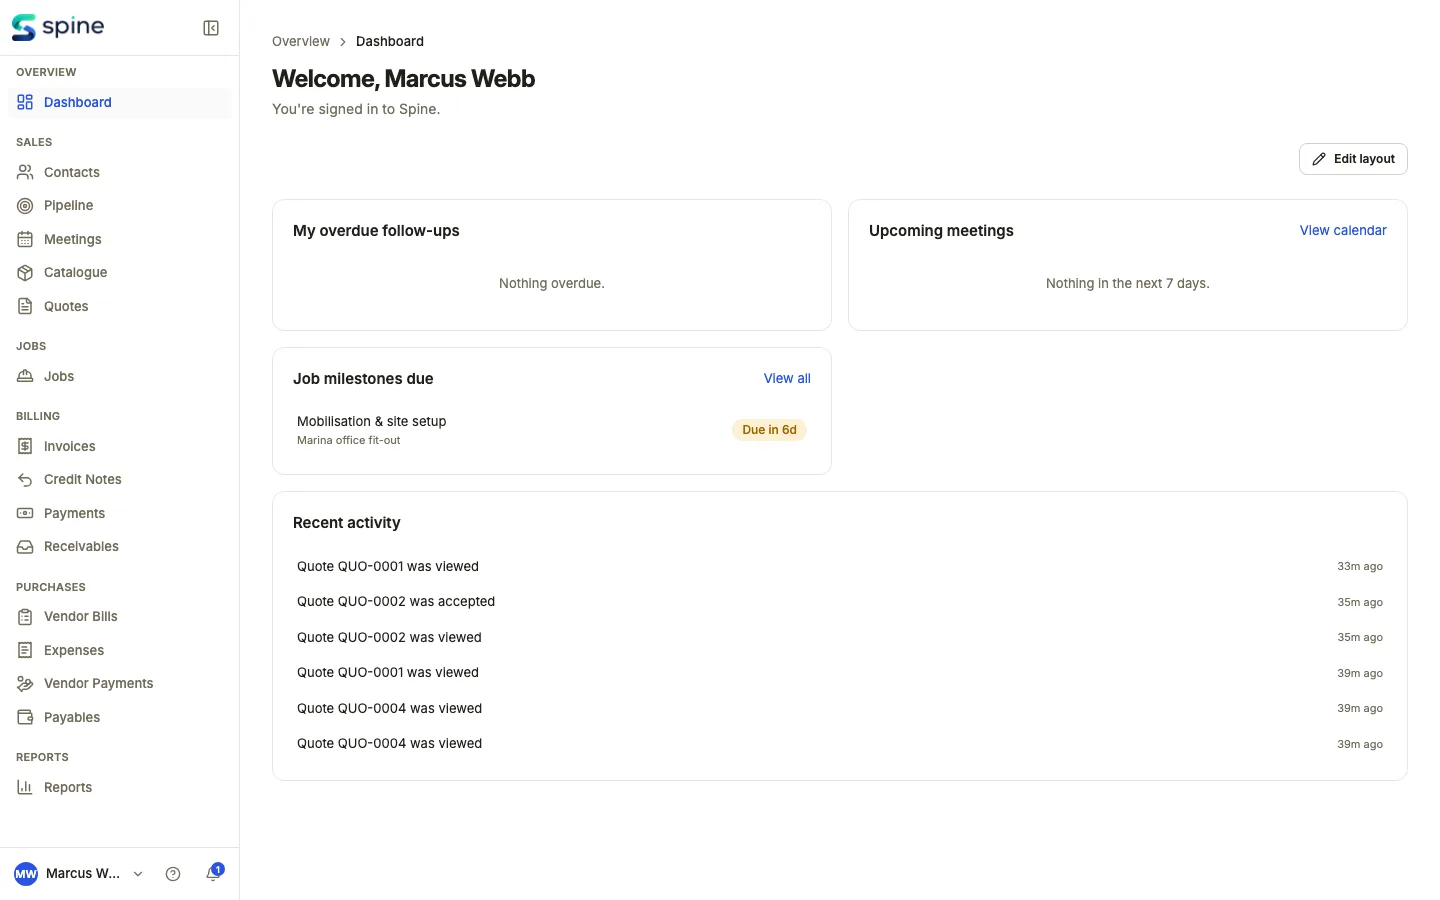 spine
OVERVIEW
Dashboard
SALES
Contacts
Pipeline
Meetings
Catalogue
Quotes
JOBS
Jobs
BILLING
Invoices
Credit Notes
Payments
Receivables
PURCHASES
Vendor Bills
Expenses
Vendor Payments
Payables
REPORTS
Reports
MW Marcus W... 1
Overview > Dashboard
Welcome, Marcus Webb
You're signed in to Spine.
Edit layout
My overdue follow-ups
Nothing overdue.
Upcoming meetings View calendar
Nothing in the next 7 days.
Job milestones due View all
Mobilisation & site setup
Marina office fit-out
Due in 6d
Recent activity
Quote QUO-0001 was viewed 33m ago
Quote QUO-0002 was accepted 35m ago
Quote QUO-0002 was viewed 35m ago
Quote QUO-0001 was viewed 39m ago
Quote QUO-0004 was viewed 39m ago
Quote QUO-0004 was viewed 39m ago